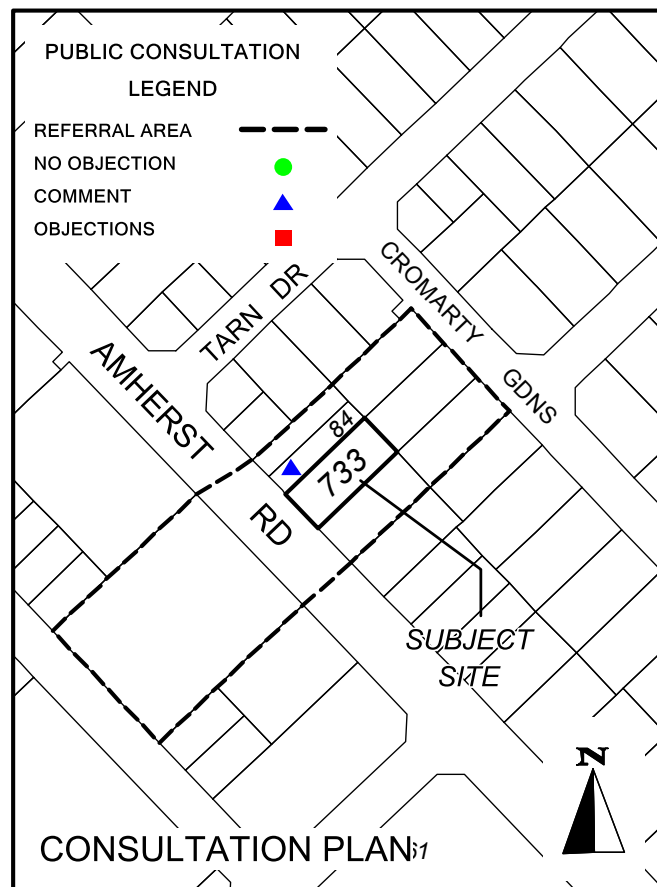 PUBLIC CONSULTATION
LEGEND
REFERRAL AREA
NO OBJECTION
COMMENT
OBJECTIONS
TARN DR
CROMARTY
GDNS
AMHERST
RD
84
733
SUBJECT
SITE
N
CONSULTATION PLAN